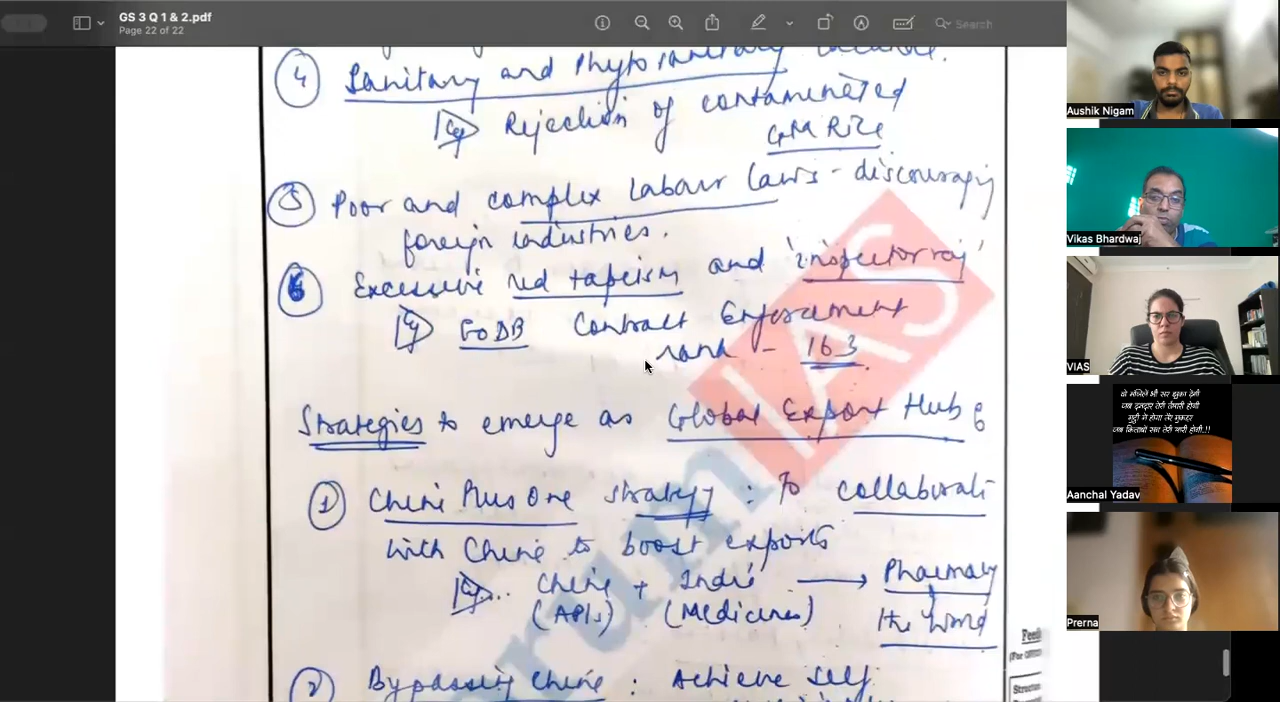 GS 3 Q 1 & 2.pdf
Page 22 of 22
Search
4 Sanitary and Phytosanitary
Eg Rejection of contaminated
GM Rice
5 Poor and complex labour laws - discouraging
foreign industries.
6 Excessive red tapeism and 'inspector raj'
Eg EoDB Contract Enforcement
rank - 163
Strategies to emerge as Global Export Hub
1 China Plus One strategy : To collaborate
with China to boost exports
Eg.. China + India → Pharmacy
(APIs) (Medicines) the World
2 Bypassing China : Achieve Self
IAS
Feed
(For
Structur
Aushik Nigam
Vikas Bhardwaj
VIAS
Aanchal Yadav
Prerna